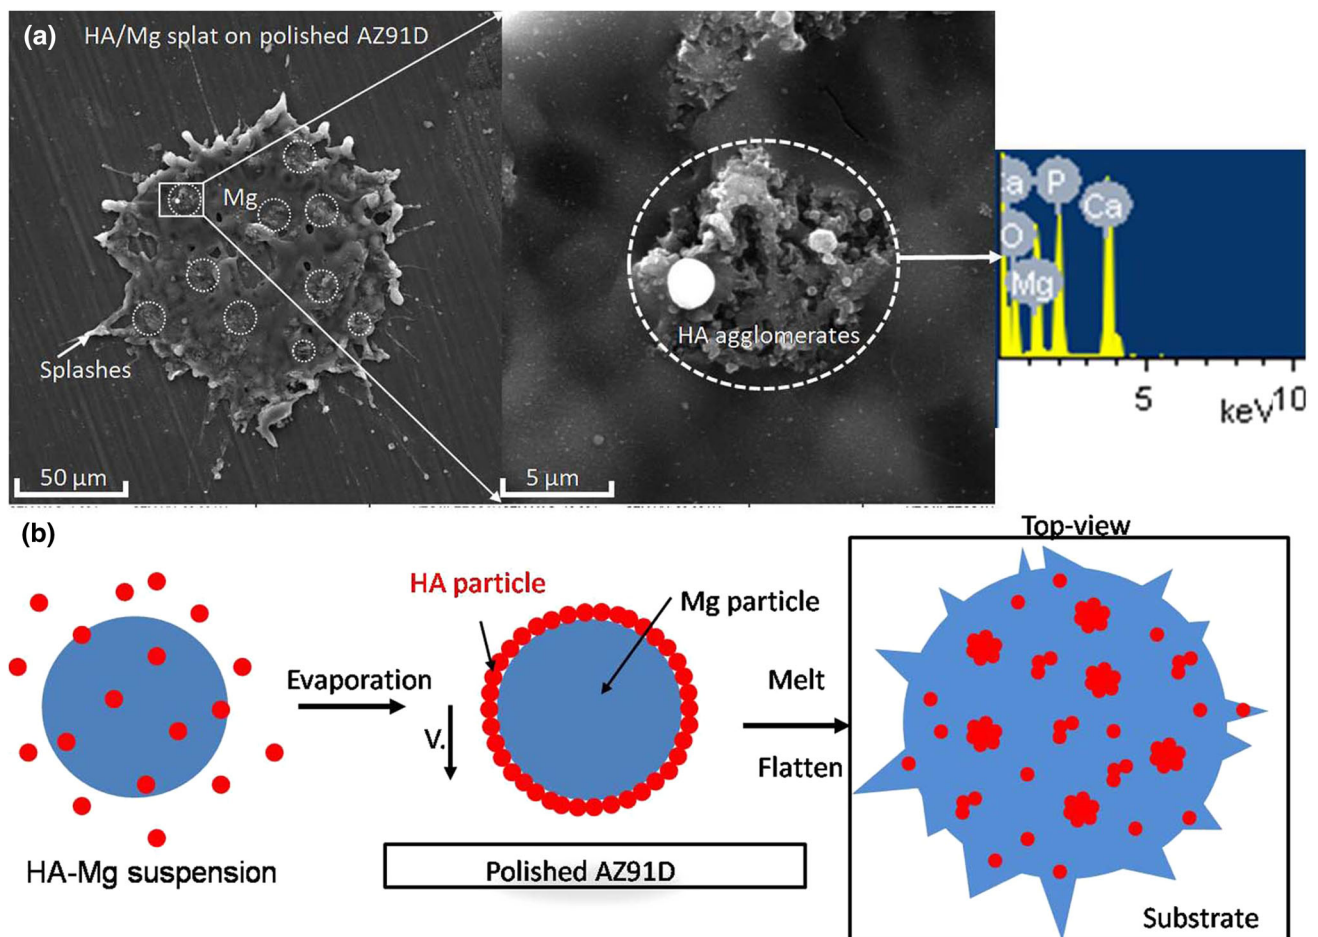 (a)
HA/Mg splat on polished AZ91D
Mg
Splashes
50 µm
HA agglomerates
5 µm
a
P
Ca
O
Mg
5
keV
10
(b)
Top-view
HA particle
Mg particle
Evaporation
V.
Melt
Flatten
HA-Mg suspension
Polished AZ91D
Substrate